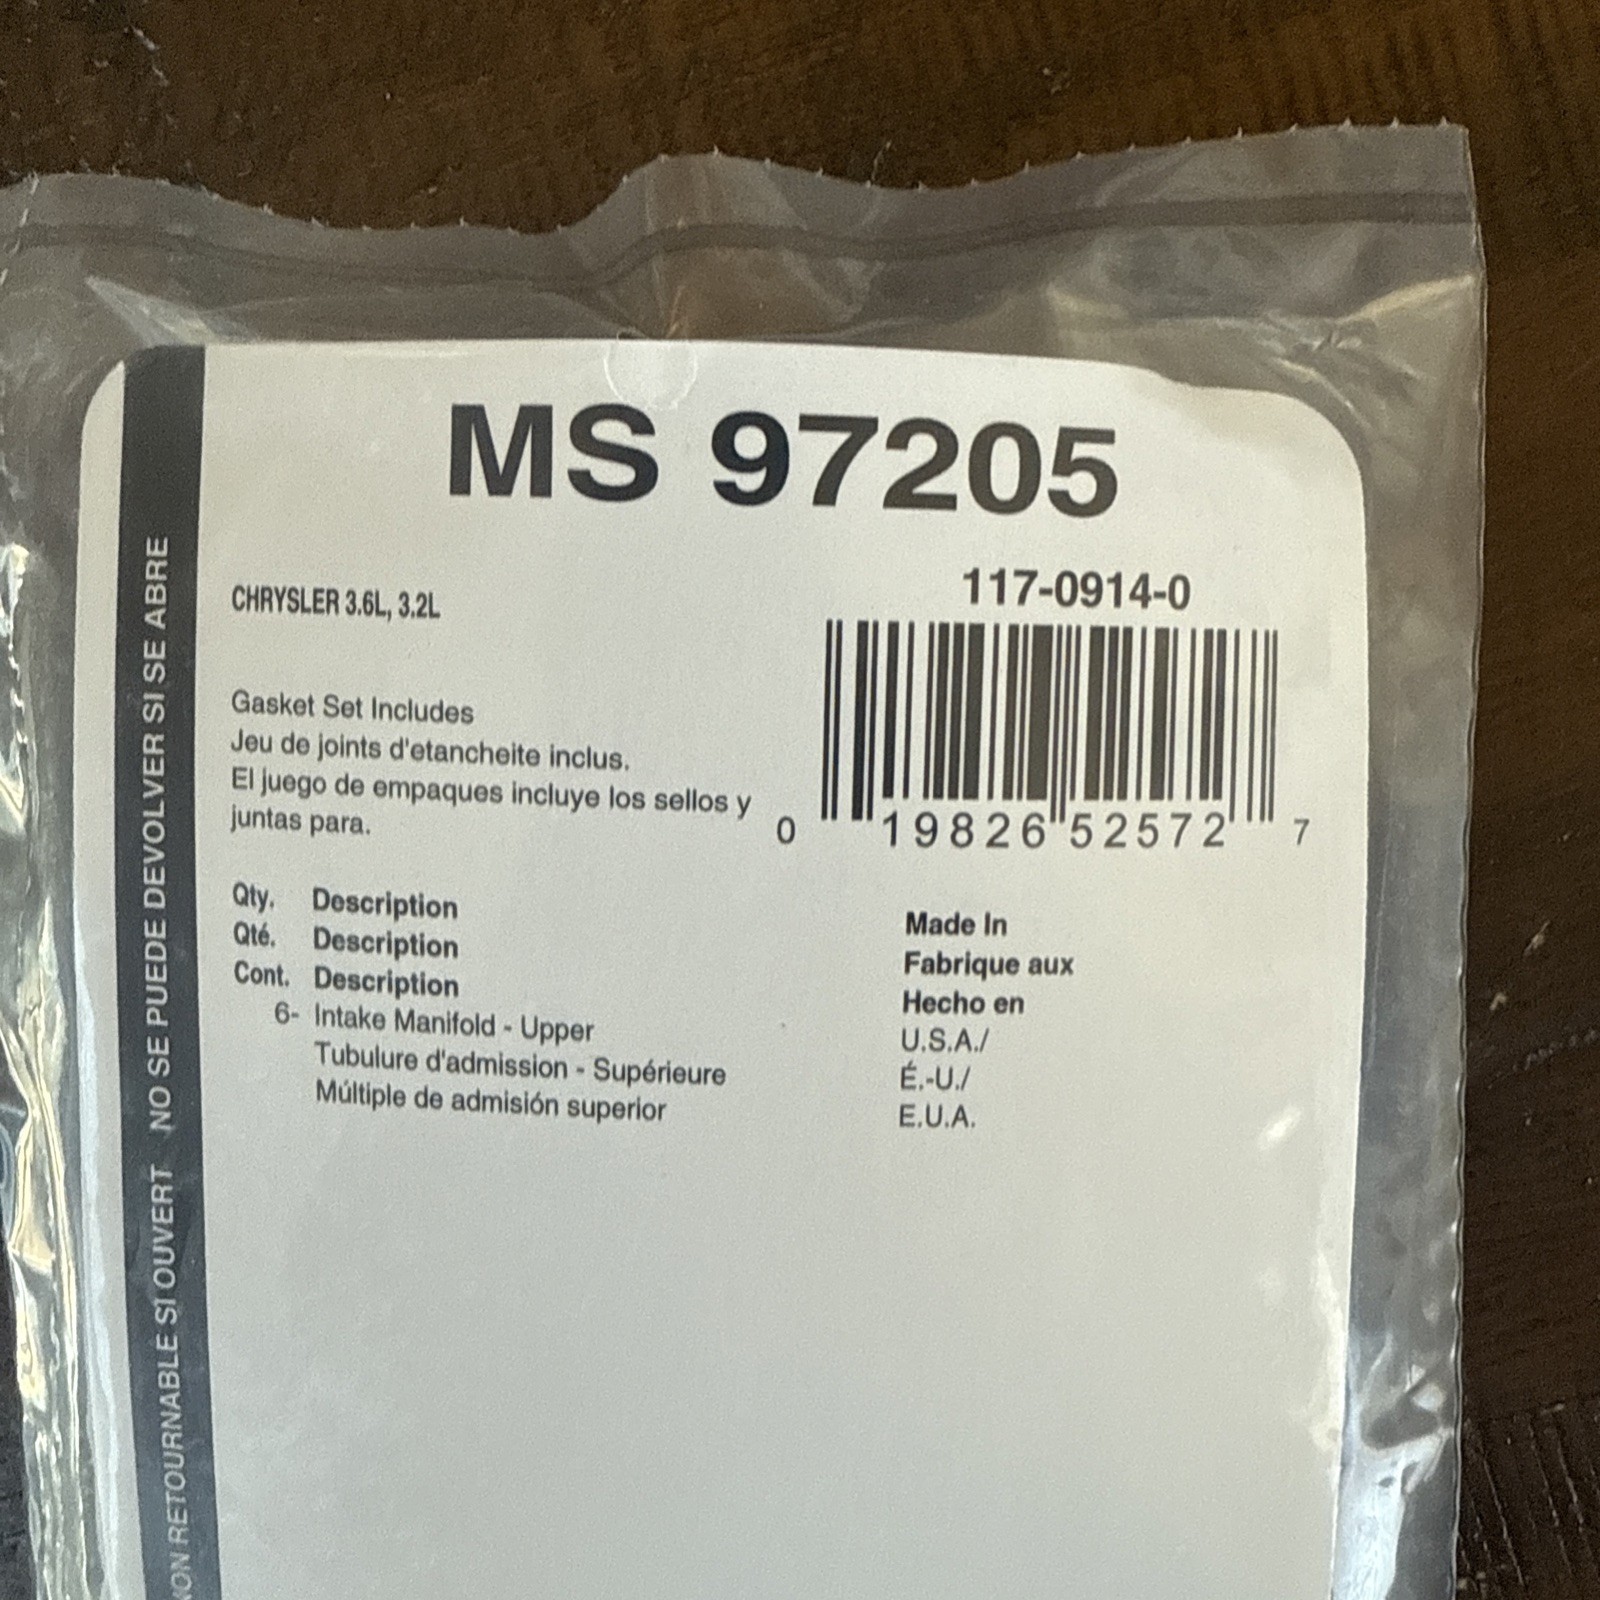 MS 97205
CHRYSLER 3.6L, 3.2L
117-0914-0
0 19826 52572 7
Gasket Set Includes
Jeu de joints d'etancheite inclus.
El juego de empaques incluye los sellos y
juntas para.
Qty. Description
Qté. Description
Cont. Description
6- Intake Manifold - Upper
Tubulure d'admission - Supérieure
Múltiple de admisión superior
Made In
Fabrique aux
Hecho en
U.S.A./
É.-U./
E.U.A.
NON RETOURNABLE SI OUVERT NO SE PUEDE DEVOLVER SI SE ABRE